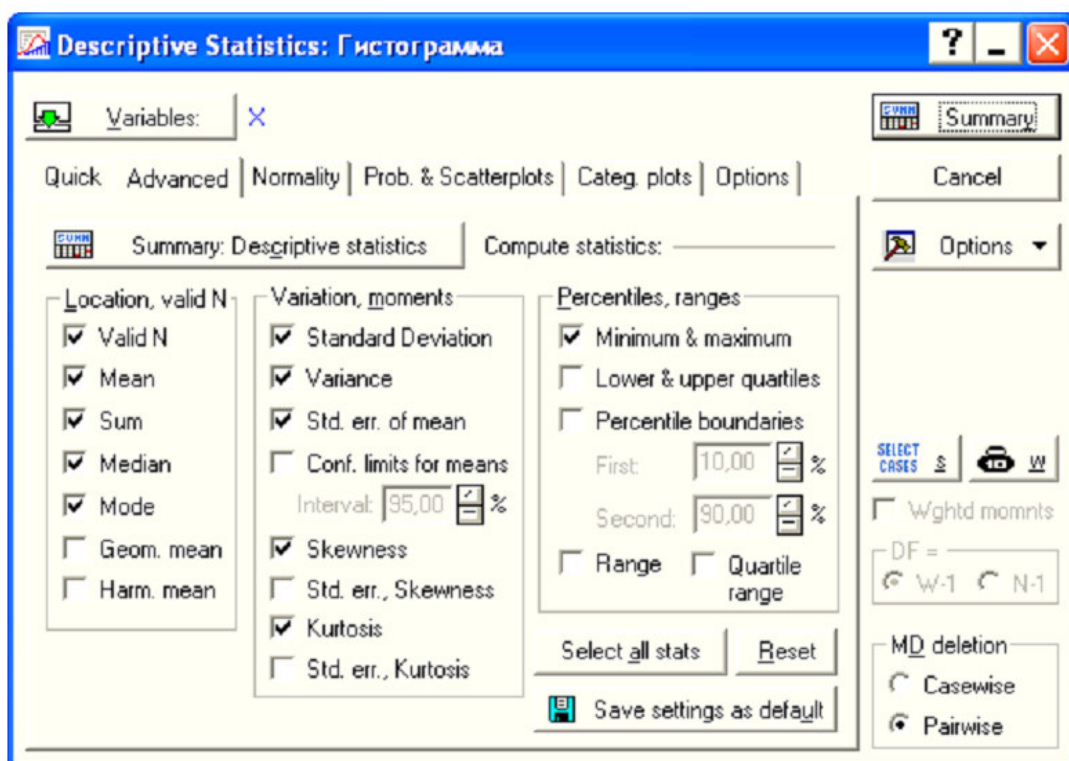 Descriptive Statistics: Гистограмма
Variables: X
Summary
Quick Advanced Normality Prob. & Scatterplots Categ. plots Options
Cancel
Summary: Descriptive statistics
Compute statistics:
Options
Location, valid N
Valid N
Mean
Sum
Median
Mode
Geom. mean
Harm. mean
Variation, moments
Standard Deviation
Variance
Std. err. of mean
Conf. limits for means
Interval: 95,00 %
Skewness
Std. err., Skewness
Kurtosis
Std. err., Kurtosis
Percentiles, ranges
Minimum & maximum
Lower & upper quartiles
Percentile boundaries
First: 10,00 %
Second: 90,00 %
Range
Quartile
range
Select all stats
Reset
Save settings as default
SELECT
CASES S
W
Wghtd momnts
DF =
W-1 N-1
MD deletion
Casewise
Pairwise